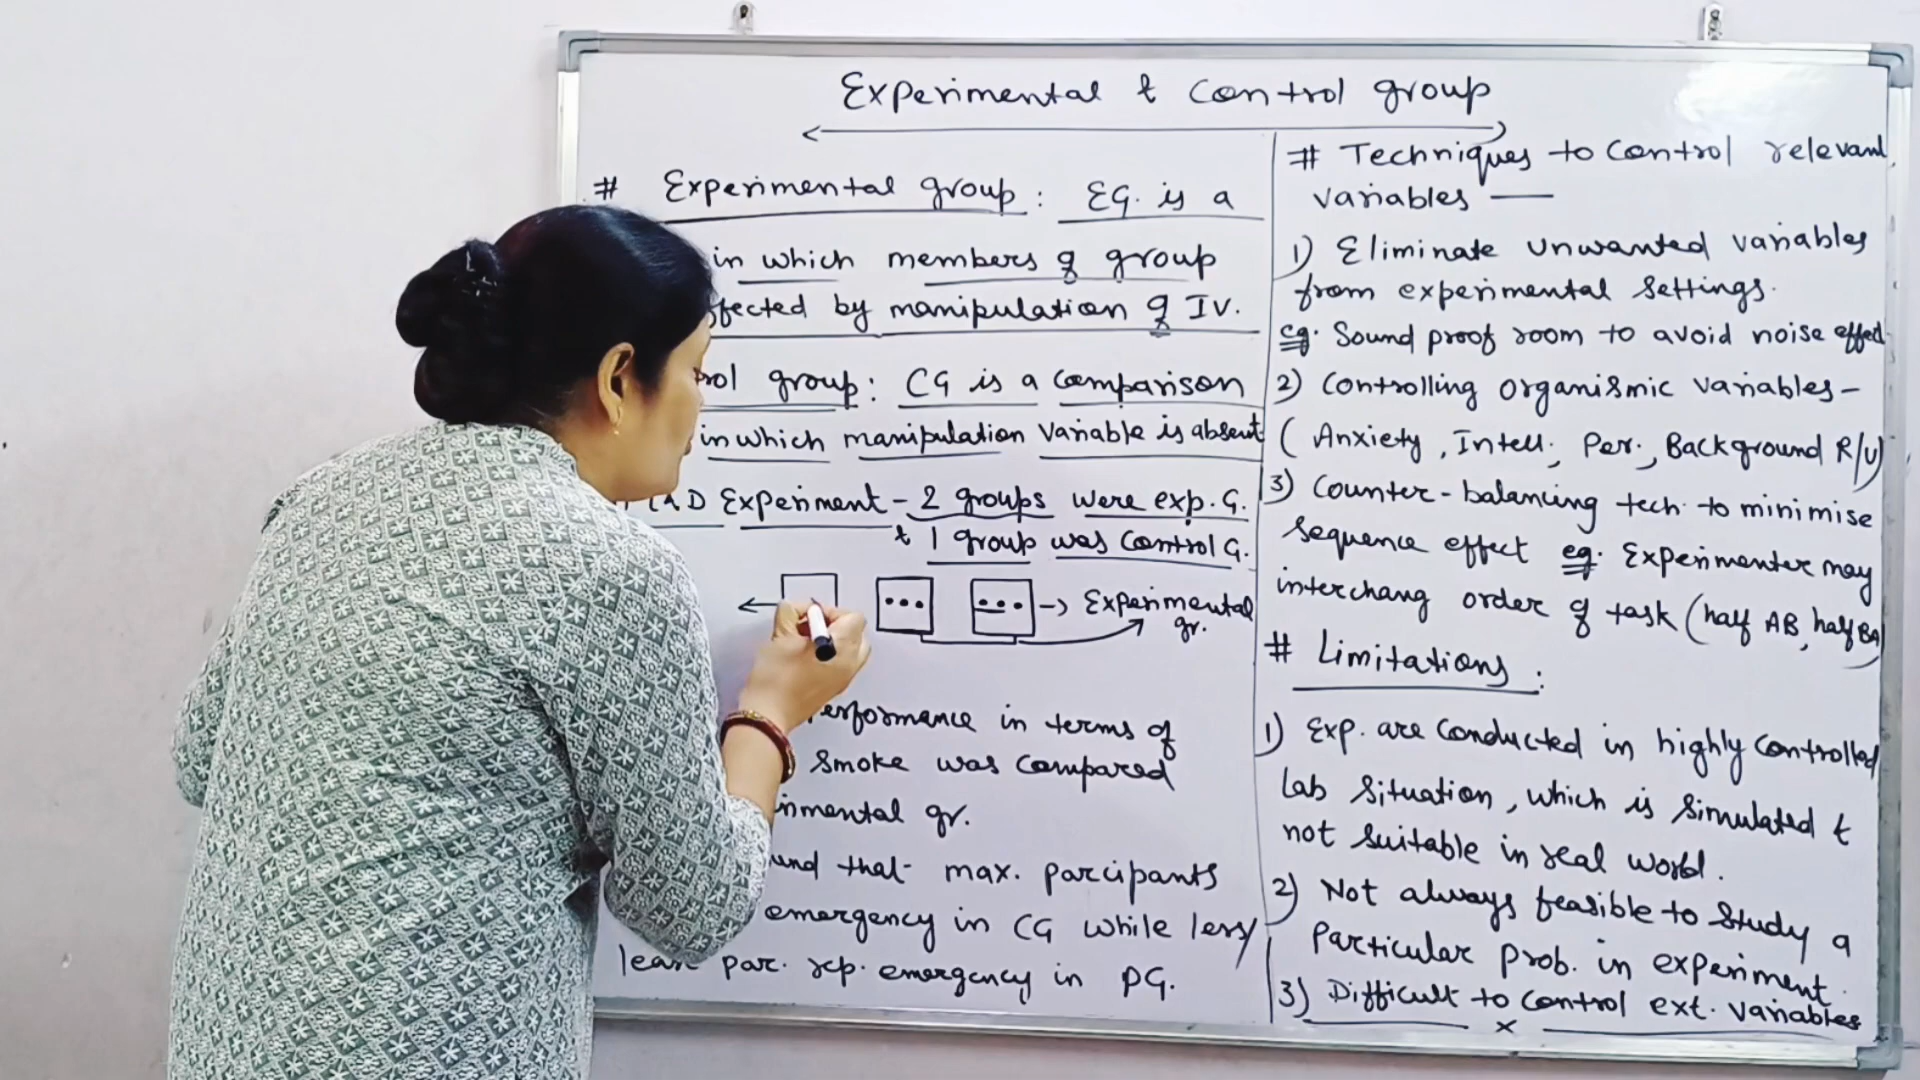 Experimental & Control group
# Experimental group : EG. is a
in which members of group
by manipulation of IV.
group : CG is a comparison
in which manipulation variable is absent
Experiment - 2 groups were exp. G.
& 1 group was control G.
→ Experimental
gr.
in terms of
smoke was compared
gr.
that max. parcipants
emergency in CG while less/
par. rep. emergency in PG.
# Techniques to control relevant
variables —
1) Eliminate unwanted variables
from experimental settings.
eg. Sound proof room to avoid noise effect
2) Controlling organismic variables -
( Anxiety, Intell., Per., Background R/U)
3) Counter-balancing tech. to minimise
sequence effect eg. Experimenter may
interchang order of task (half AB, half BA)
# Limitations :
1) Exp. are conducted in highly controlled
Lab situation, which is simulated &
not suitable in real world.
2) Not always feasible to study a
particular prob. in experiment.
3) Difficult to control ext. variables
x